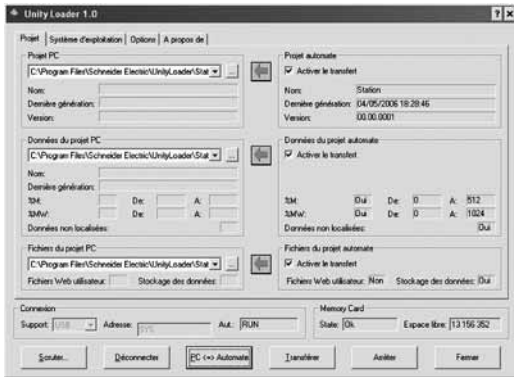 Unity Loader 1.0
Projet Système d'exploitation Options A propos de
Projet PC
C:\Program Files\Schneider Electric\UnityLoader\Stat ...
Nom:
Dernière génération:
Version:
Projet automate
Activer le transfert
Nom: Station
Dernière génération: 04/05/2006 18:28:46
Version: 00.00.0001
Données du projet PC
C:\Program Files\Schneider Electric\UnityLoader\Stat ...
Nom:
Dernière génération:
%M: De: A:
%MW: De: A:
Données non localisées:
Données du projet automate
Activer le transfert
%M: Oui De: 0 A: 512
%MW: Oui De: 0 A: 1024
Données non localisées: Oui
Fichiers du projet PC
C:\Program Files\Schneider Electric\UnityLoader\Stat ...
Fichiers Web utilisateur: Stockage des données:
Fichiers du projet automate
Activer le transfert
Fichiers Web utilisateur: Non Stockage des données: Oui
Connexion
Support: USB Adresse: SYS Aut.: RUN
Memory Card
State: Ok Espace libre: 13 156 352
Scruter... Déconnecter PC <=> Automate Transférer Arrêter Fermer